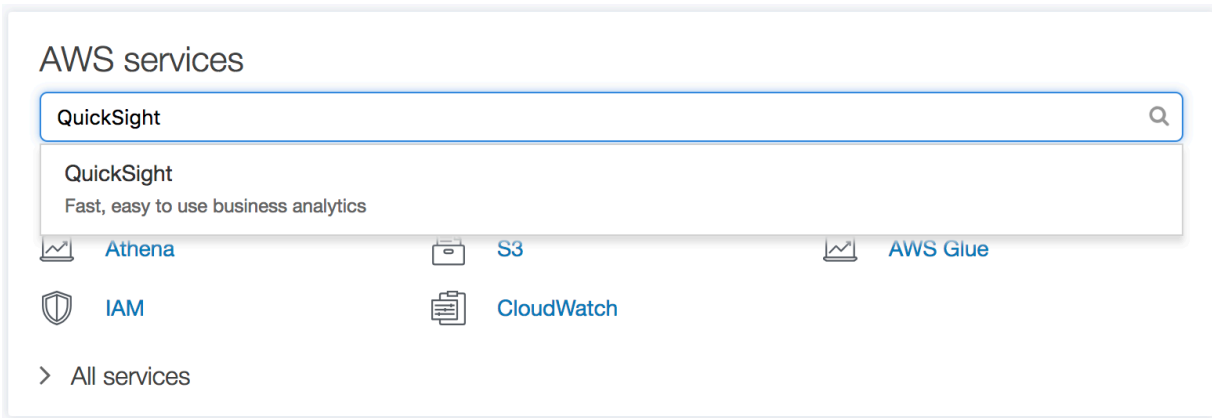 AWS services
QuickSight
QuickSight
Fast, easy to use business analytics
Athena S3 AWS Glue
IAM CloudWatch
All services